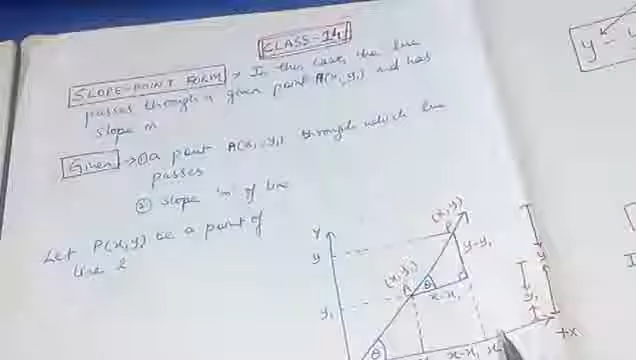 CLASS-14
SLOPE-POINT FORM → In this case, the line
passes through a given point A(x₁, y₁) and has
slope m
Given → ① a point A(x₁, y₁) through which line
passes
② slope 'm' of line
Let P(x, y) be a point of
line l
Y
y
y₁
(x, y)
P
(x₁, y₁)
A
θ
y-y₁
x-x₁
θ
x-x₁
+X
y₁
y -